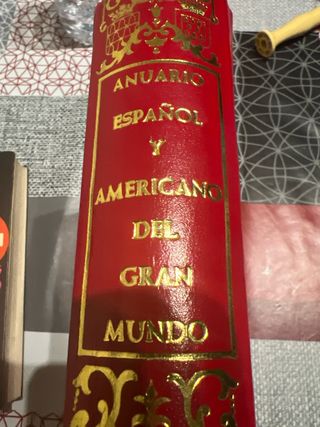 ANUARIO
ESPAÑOL
Y
AMERICANO
DEL
GRAN
MUNDO